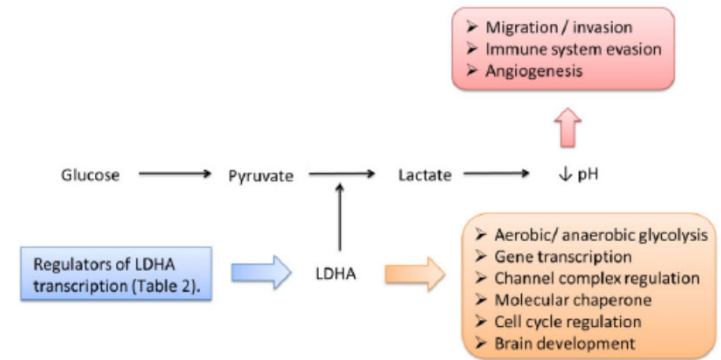 ➢ Migration / invasion
➢ Immune system evasion
➢ Angiogenesis
Glucose
Pyruvate
Lactate
↓ pH
Regulators of LDHA
transcription (Table 2).
LDHA
➢ Aerobic/ anaerobic glycolysis
➢ Gene transcription
➢ Channel complex regulation
➢ Molecular chaperone
➢ Cell cycle regulation
➢ Brain development